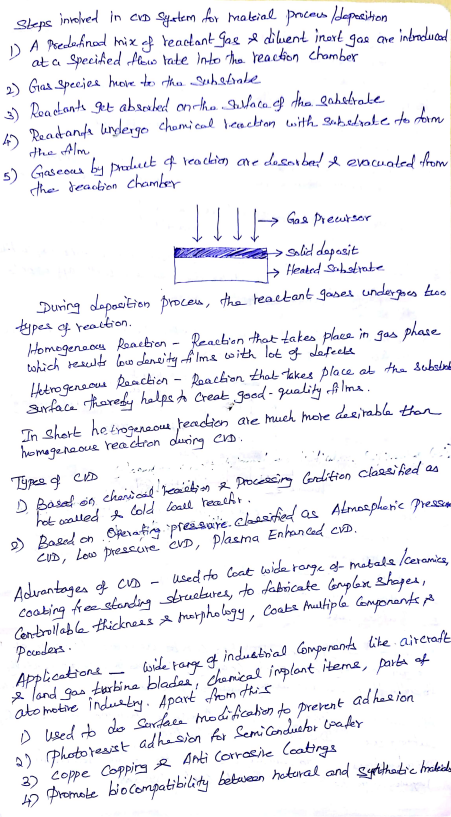 Steps involved in CVD System for material process/deposition
1) A Predefined mix of reactant gas & diluent inert gas are introduced
at a specified flow rate into the reaction chamber
2) Gas species move to the substrate
3) Reactants get absorbed on the Surface of the substrate
4) Reactants undergo chemical reaction with substrate to form
the film
5) Gaseous by product of reaction are desorbed & evacuated from
the reaction chamber
Gas Precursor
Solid deposit
Heated Substrate
During deposition process, the reactant gases undergoes two
types of reaction.
Homogeneous Reaction - Reaction that takes place in gas phase
which results low density films with lot of defects
Hetrogeneous Reaction - Reaction that takes place at the substrate
surface thereby helps to Create good-quality films.
In Short hetrogeneous reaction are much more desirable than
homogeneous reaction during CVD.
Types of CVD
1) Based on chemical reaction & Processing Condition classified as
hot walled & Cold wall reactor.
2) Based on Operating pressure classified as Atmospheric Pressure
CVD, Low pressure CVD, Plasma Enhanced CVD.
Advantages of CVD - used to Coat wide range of metals/Ceramics,
coating free standing structures, to fabricate Complex shapes,
Controllable thickness & morphology, Coats Multiple Components &
Powders.
Applications - wide range of industrial Components like aircraft
& land gas turbine blades, chemical implant items, parts of
atomotive industry. Apart from this
1) Used to do Surface modification to prevent adhesion
2) Photoresist adhesion for SemiConductor wafer
3) Coppe Capping & Anti Corrosive Coatings
4) Promote biocompatibility between natural and synthetic materials